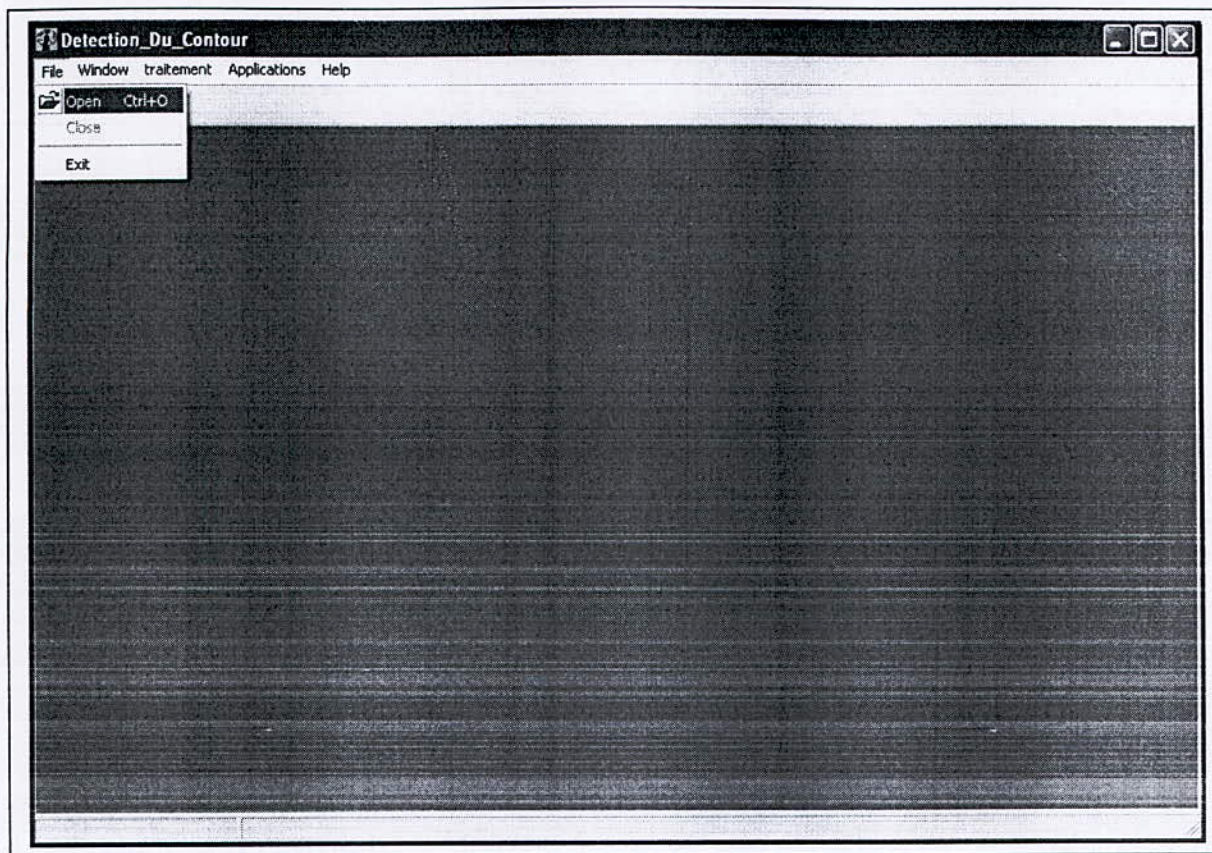 Detection_Du_Contour
File Window traitement Applications Help
Open Ctrl+O
Close
Exit